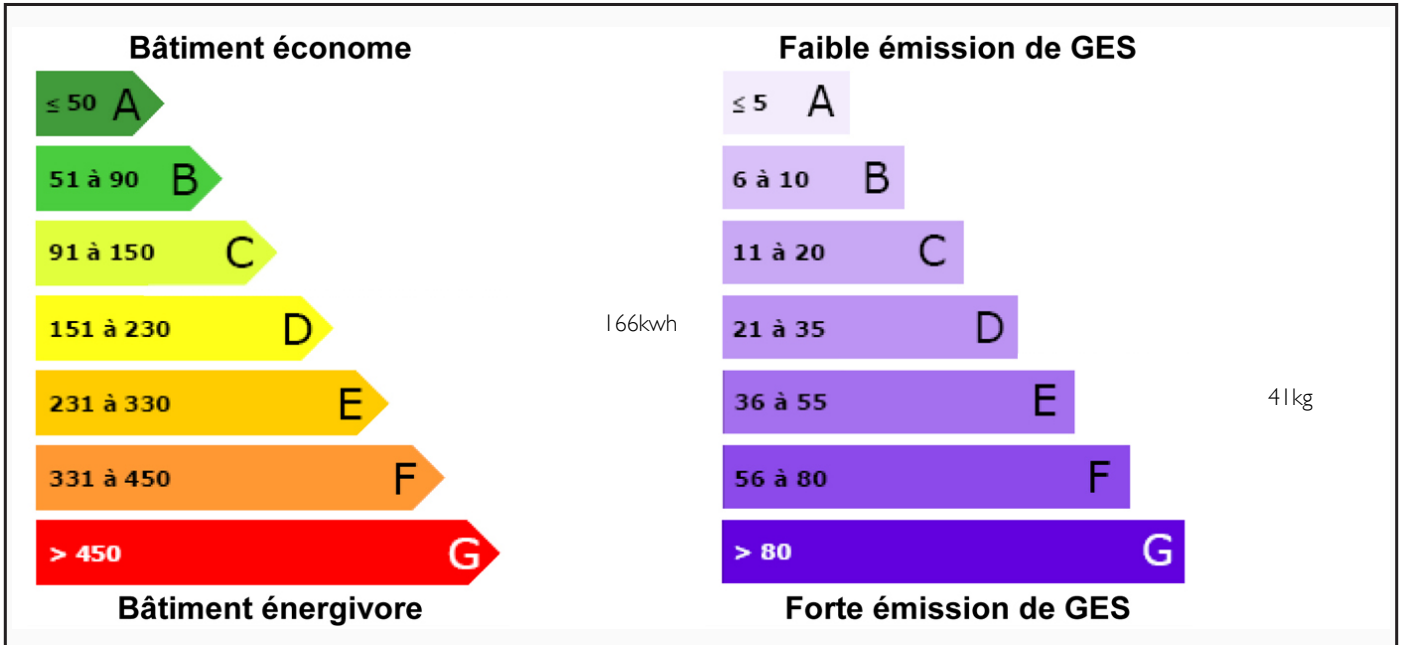 Bâtiment économe
≤ 50 A
51 à 90 B
91 à 150 C
151 à 230 D
166kwh
231 à 330 E
331 à 450 F
> 450 G
Bâtiment énergivore
Faible émission de GES
≤ 5 A
6 à 10 B
11 à 20 C
21 à 35 D
36 à 55 E
41kg
56 à 80 F
> 80 G
Forte émission de GES